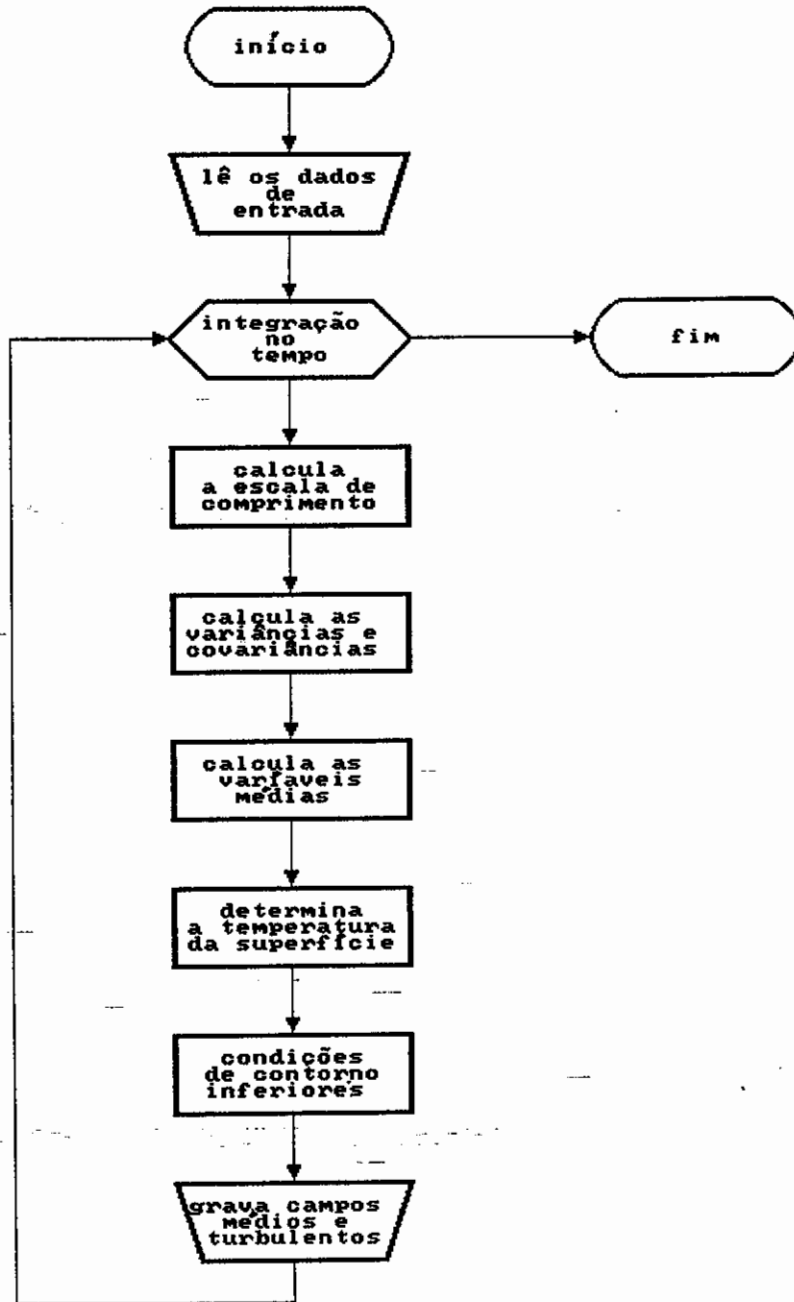 início
lê os dados
de
entrada
integração
no
tempo
fim
calcula
a escala de
comprimento
calcula as
variâncias e
covariâncias
calcula as
varíaveis
médias
determina
a temperatura
da superfície
condições
de contorno
inferiores
grava campos
médios e
turbulentos